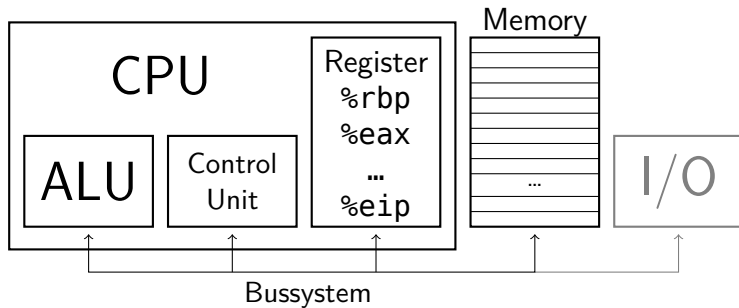 CPU
ALU
Control
Unit
Register
%rbp
%eax
…
%eip
Memory
...
I/O
Bussystem